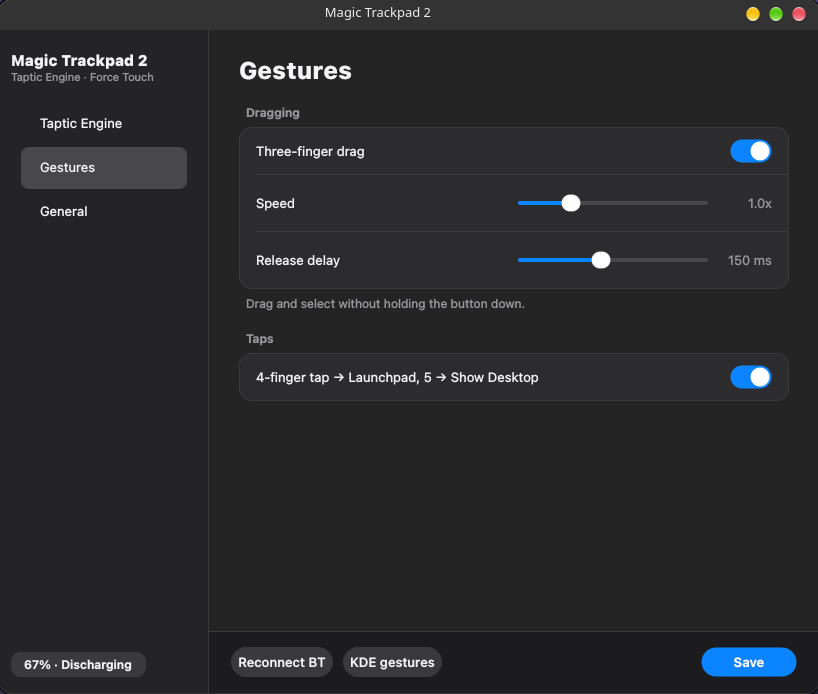 Magic Trackpad 2
Magic Trackpad 2
Taptic Engine · Force Touch
Taptic Engine
Gestures
General
67% · Discharging
Gestures
Dragging
Three-finger drag
Speed 1.0x
Release delay 150 ms
Drag and select without holding the button down.
Taps
4-finger tap → Launchpad, 5 → Show Desktop
Reconnect BT KDE gestures Save